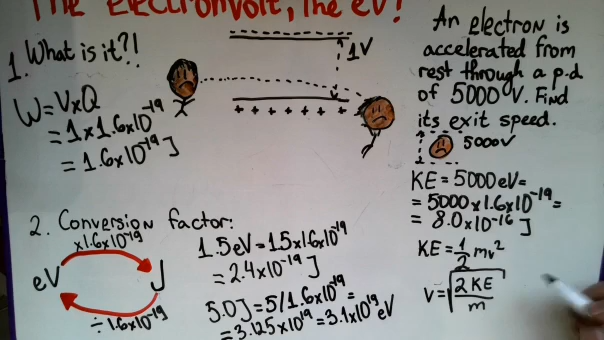 The electronvolt, the eV!
1. What is it?!
W = V×Q
= 1 × 1.6×10⁻¹⁹
= 1.6×10⁻¹⁹ J
1V
+ + + + + + +
2. Conversion factor:
×1.6×10⁻¹⁹
eV J
÷1.6×10⁻¹⁹
1.5eV = 1.5×1.6×10⁻¹⁹
= 2.4×10⁻¹⁹ J
5.0J = 5/1.6×10⁻¹⁹ =
= 3.125×10¹⁹ = 3.1×10¹⁹ eV
An electron is
accelerated from
rest through a p.d
of 5000 V. Find
its exit speed.
5000V
KE = 5000eV =
= 5000×1.6×10⁻¹⁹ =
= 8.0×10⁻¹⁶ J
KE = 1/2 mv²
v = √(2KE/m)